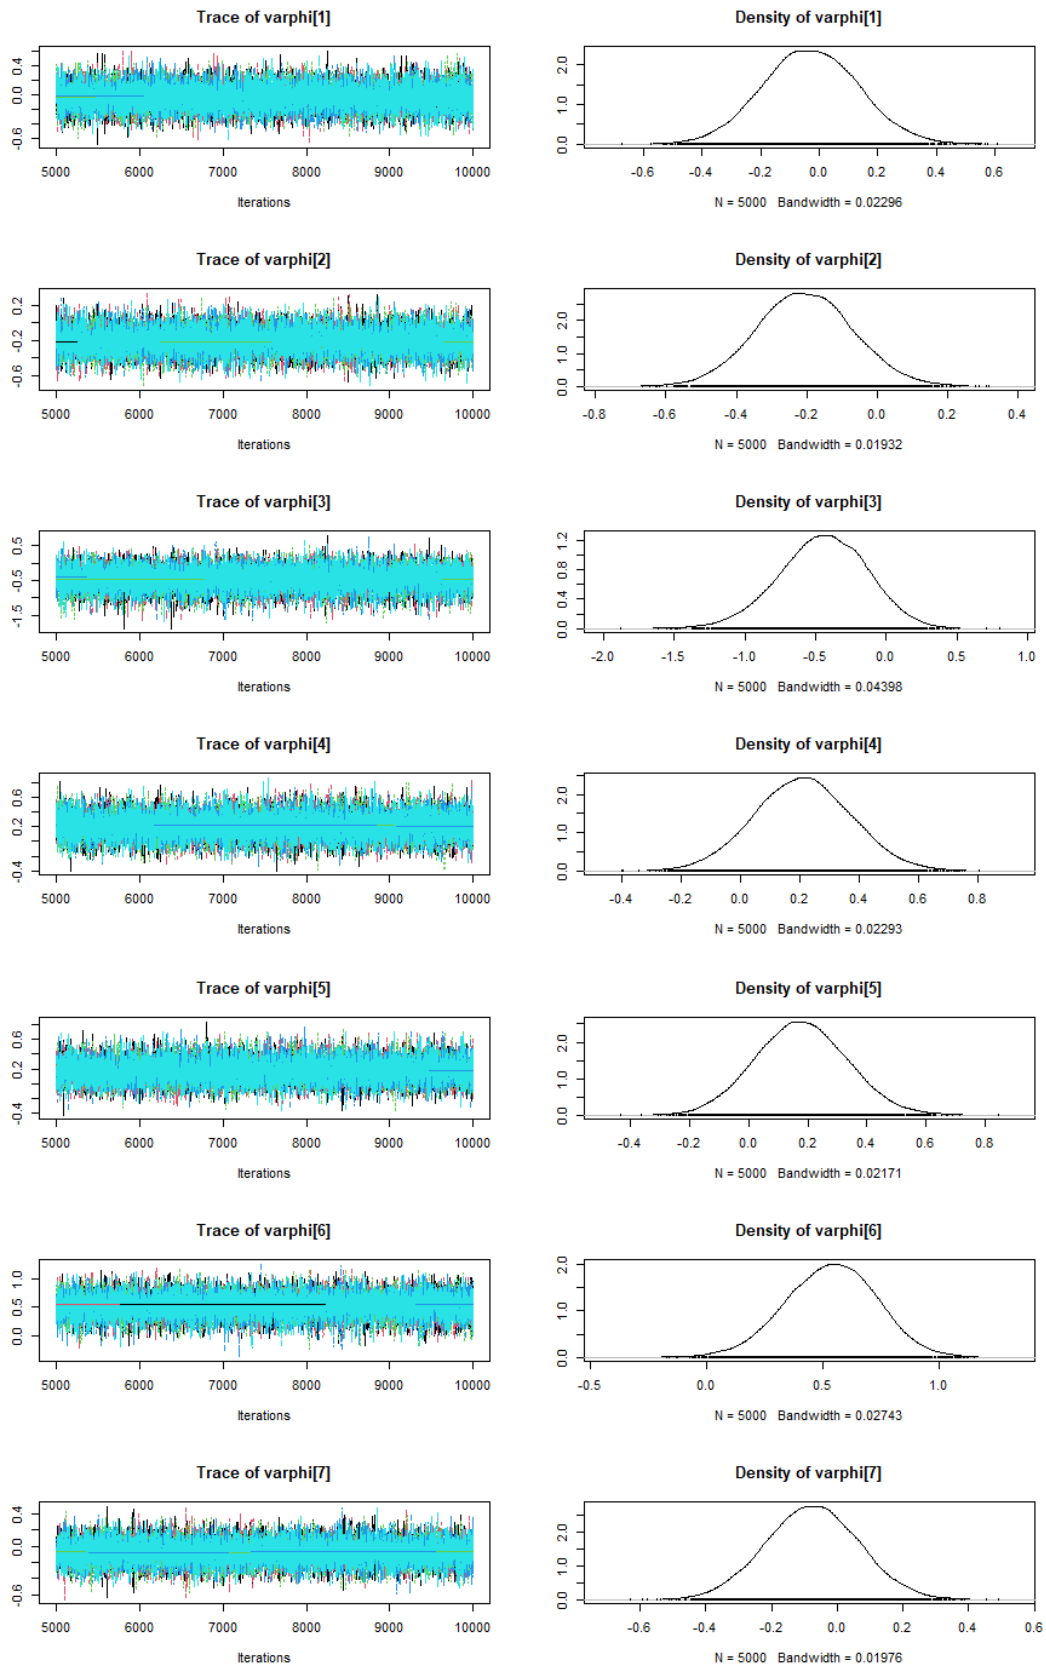 Trace of varphi[1]
Density of varphi[1]
-0.6 0.0 0.4
5000 6000 7000 8000 9000 10000
Iterations
0.0 1.0 2.0
-0.6 -0.4 -0.2 0.0 0.2 0.4 0.6
N = 5000 Bandwidth = 0.02296
Trace of varphi[2]
Density of varphi[2]
-0.6 -0.2 0.2
5000 6000 7000 8000 9000 10000
Iterations
0.0 1.0 2.0
-0.8 -0.6 -0.4 -0.2 0.0 0.2 0.4
N = 5000 Bandwidth = 0.01932
Trace of varphi[3]
Density of varphi[3]
-1.5 -0.5 0.5
5000 6000 7000 8000 9000 10000
Iterations
0.0 0.4 0.8 1.2
-2.0 -1.5 -1.0 -0.5 0.0 0.5 1.0
N = 5000 Bandwidth = 0.04398
Trace of varphi[4]
Density of varphi[4]
-0.4 0.2 0.6
5000 6000 7000 8000 9000 10000
Iterations
0.0 1.0 2.0
-0.4 -0.2 0.0 0.2 0.4 0.6 0.8
N = 5000 Bandwidth = 0.02293
Trace of varphi[5]
Density of varphi[5]
-0.4 0.2 0.6
5000 6000 7000 8000 9000 10000
Iterations
0.0 1.0 2.0
-0.4 -0.2 0.0 0.2 0.4 0.6 0.8
N = 5000 Bandwidth = 0.02171
Trace of varphi[6]
Density of varphi[6]
0.0 0.5 1.0
5000 6000 7000 8000 9000 10000
Iterations
0.0 1.0 2.0
-0.5 0.0 0.5 1.0
N = 5000 Bandwidth = 0.02743
Trace of varphi[7]
Density of varphi[7]
-0.6 0.0 0.4
5000 6000 7000 8000 9000 10000
Iterations
0.0 1.0 2.0
-0.6 -0.4 -0.2 0.0 0.2 0.4 0.6
N = 5000 Bandwidth = 0.01976